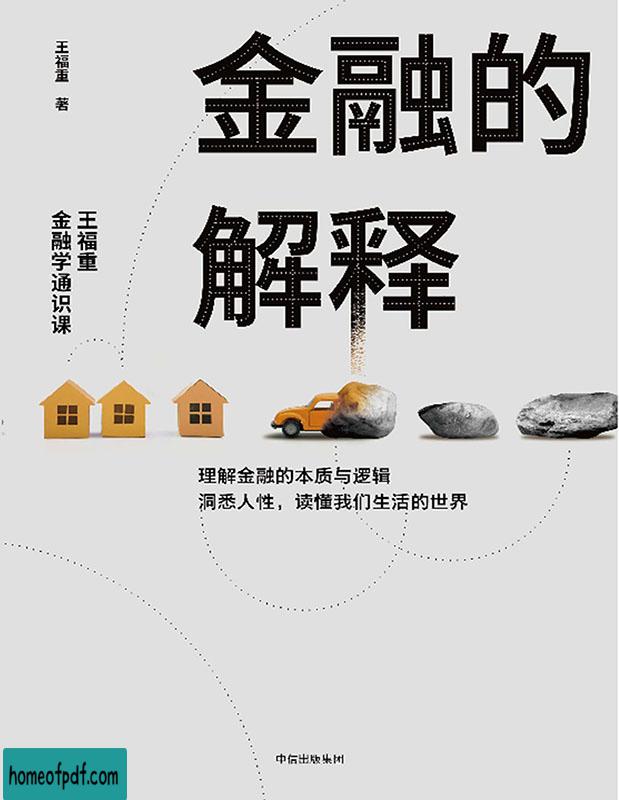 王福重 著
金融的
解释
王福重
金融学通识课
理解金融的本质与逻辑
洞悉人性，读懂我们生活的世界
中信出版集团
homeofpdf.com